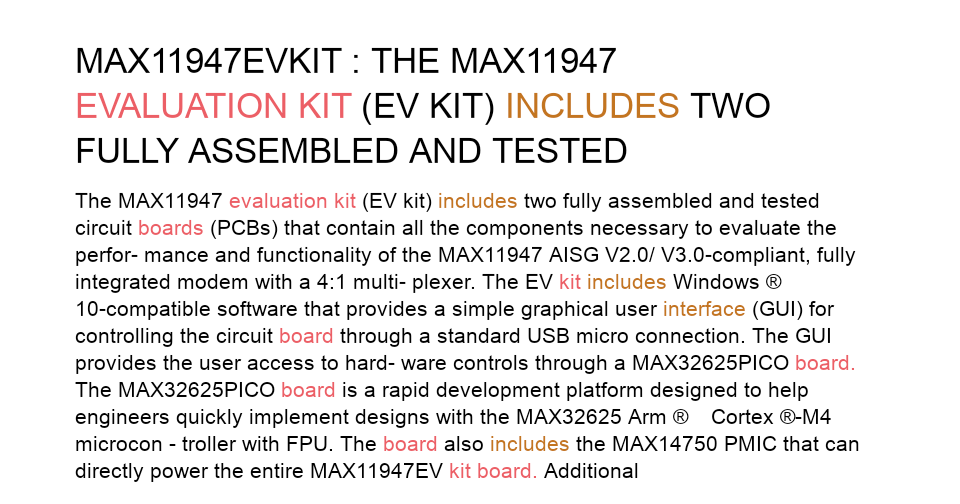 MAX11947EVKIT : THE MAX11947
EVALUATION KIT (EV KIT) INCLUDES TWO
FULLY ASSEMBLED AND TESTED
The MAX11947 evaluation kit (EV kit) includes two fully assembled and tested
circuit boards (PCBs) that contain all the components necessary to evaluate the
perfor- mance and functionality of the MAX11947 AISG V2.0/ V3.0-compliant, fully
integrated modem with a 4:1 multi- plexer. The EV kit includes Windows ®
10-compatible software that provides a simple graphical user interface (GUI) for
controlling the circuit board through a standard USB micro connection. The GUI
provides the user access to hard- ware controls through a MAX32625PICO board.
The MAX32625PICO board is a rapid development platform designed to help
engineers quickly implement designs with the MAX32625 Arm ®    Cortex ®-M4
microcon - troller with FPU. The board also includes the MAX14750 PMIC that can
directly power the entire MAX11947EV kit board. Additional